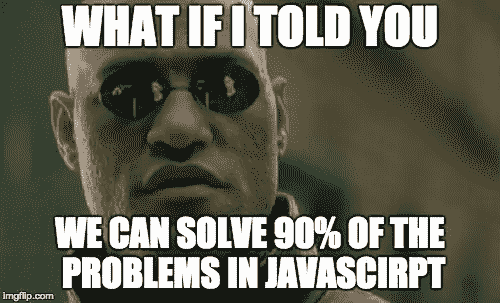 WHAT IF I TOLD YOU
WE CAN SOLVE 90% OF THE
PROBLEMS IN JAVASCIRPT
imgflip.com